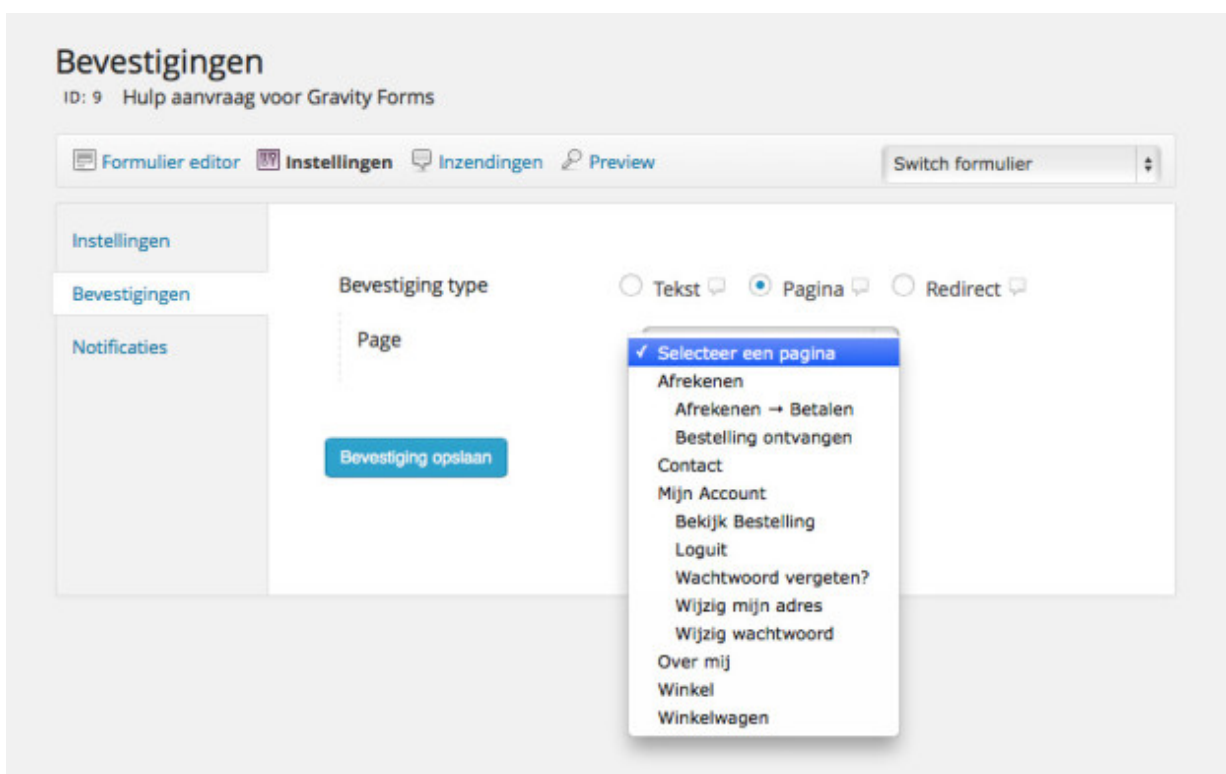 Bevestigingen
ID: 9 Hulp aanvraag voor Gravity Forms
Formulier editor Instellingen Inzendingen Preview Switch formulier
Instellingen
Bevestigingen
Notificaties
Bevestiging type Tekst Pagina Redirect
Page
✓ Selecteer een pagina
Afrekenen
Afrekenen → Betalen
Bestelling ontvangen
Contact
Mijn Account
Bekijk Bestelling
Loguit
Wachtwoord vergeten?
Wijzig mijn adres
Wijzig wachtwoord
Over mij
Winkel
Winkelwagen
Bevestiging opslaan